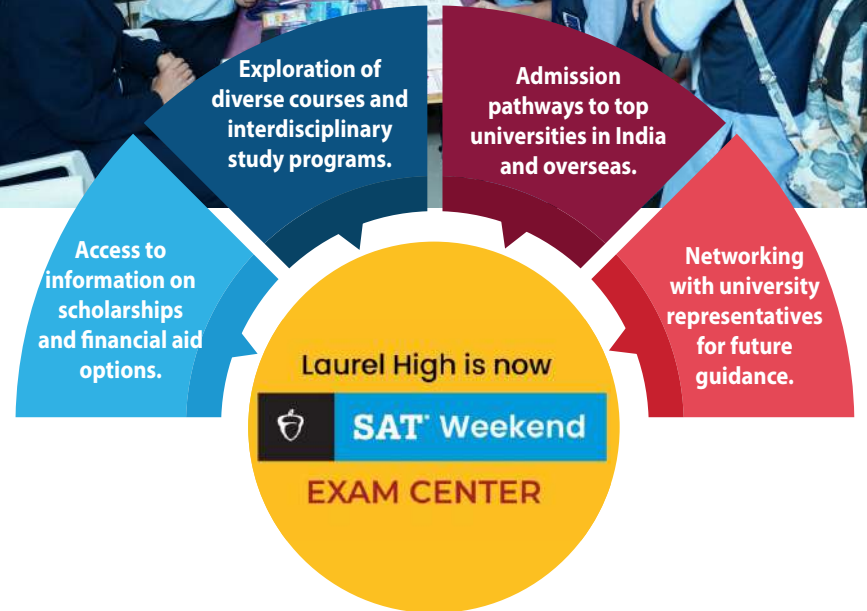 Access to
information on
scholarships
and financial aid
options.
Exploration of
diverse courses and
interdisciplinary
study programs.
Admission
pathways to top
universities in India
and overseas.
Networking
with university
representatives
for future
guidance.
Laurel High is now
SAT® Weekend
EXAM CENTER